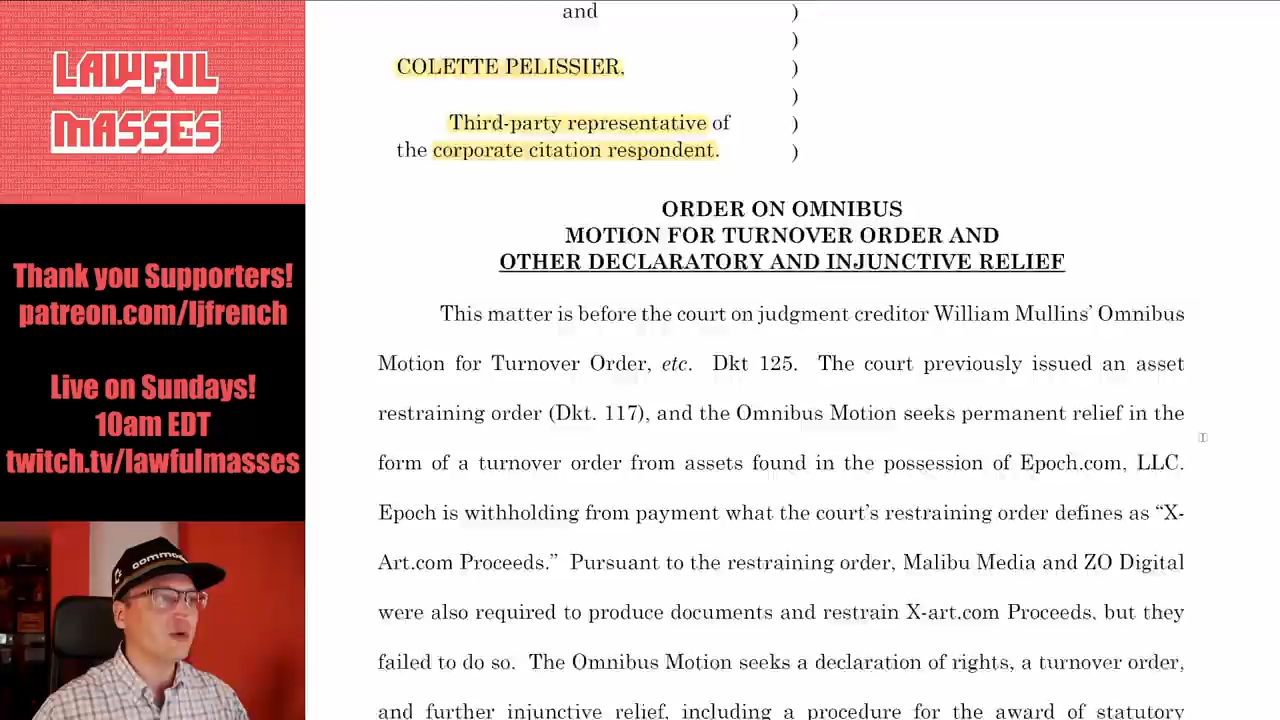 LAWFUL
MASSES
Thank you Supporters!
patreon.com/ljfrench
Live on Sundays!
10am EDT
twitch.tv/lawfulmasses
and )
)
COLETTE PELISSIER, )
)
Third-party representative of )
the corporate citation respondent. )
ORDER ON OMNIBUS
MOTION FOR TURNOVER ORDER AND
OTHER DECLARATORY AND INJUNCTIVE RELIEF
This matter is before the court on judgment creditor William Mullins’ Omnibus
Motion for Turnover Order, etc. Dkt 125. The court previously issued an asset
restraining order (Dkt. 117), and the Omnibus Motion seeks permanent relief in the
form of a turnover order from assets found in the possession of Epoch.com, LLC.
Epoch is withholding from payment what the court’s restraining order defines as “X-
Art.com Proceeds.” Pursuant to the restraining order, Malibu Media and ZO Digital
were also required to produce documents and restrain X-art.com Proceeds, but they
failed to do so. The Omnibus Motion seeks a declaration of rights, a turnover order,
and further injunctive relief, including a procedure for the award of statutory